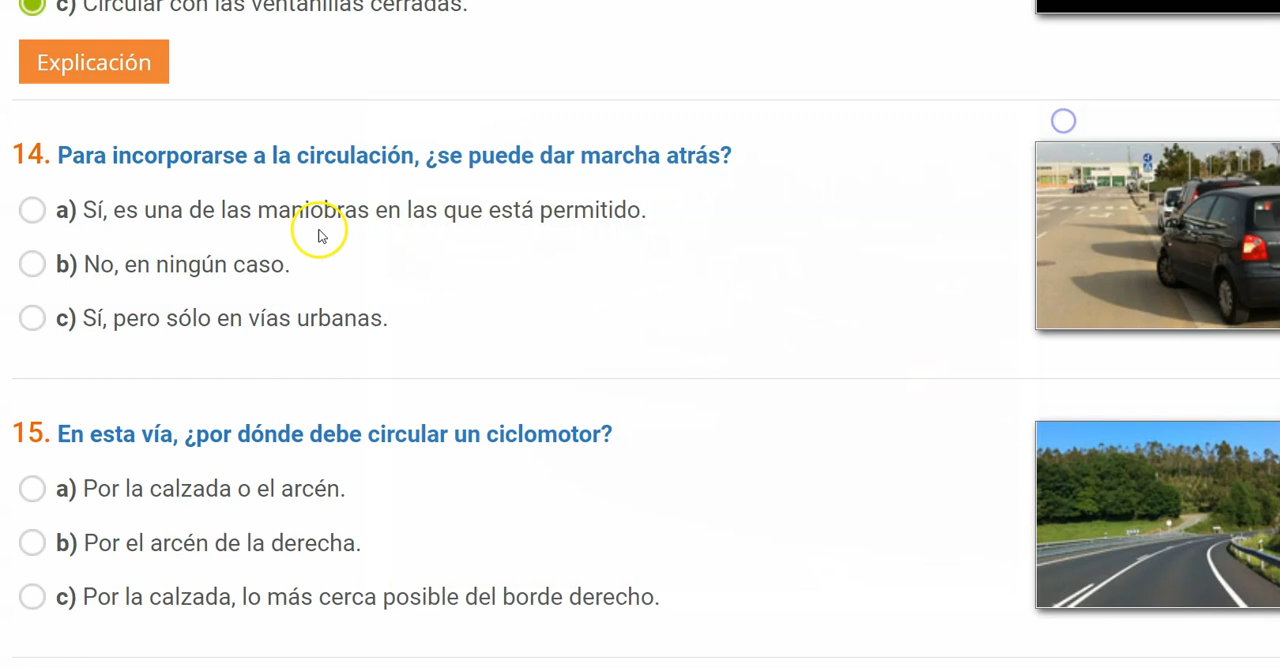 c) Circular con las ventanillas cerradas.
Explicación
14. Para incorporarse a la circulación, ¿se puede dar marcha atrás?
a) Sí, es una de las maniobras en las que está permitido.
b) No, en ningún caso.
c) Sí, pero sólo en vías urbanas.
15. En esta vía, ¿por dónde debe circular un ciclomotor?
a) Por la calzada o el arcén.
b) Por el arcén de la derecha.
c) Por la calzada, lo más cerca posible del borde derecho.